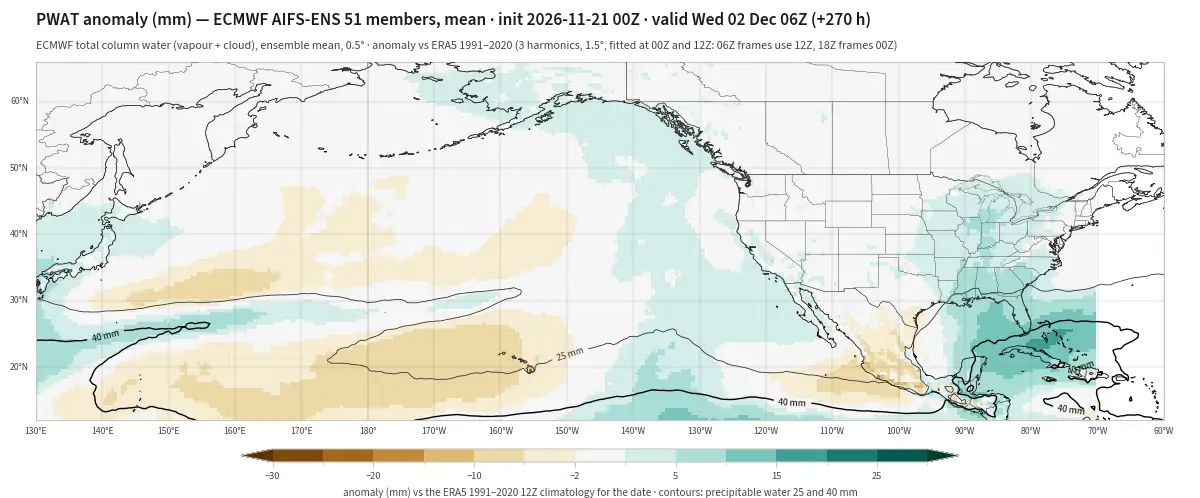 PWAT anomaly (mm) — ECMWF AIFS-ENS 51 members, mean · init 2026-11-21 00Z · valid Wed 02 Dec 06Z (+270 h)
ECMWF total column water (vapour + cloud), ensemble mean, 0.5° · anomaly vs ERA5 1991–2020 (3 harmonics, 1.5°, fitted at 00Z and 12Z: 06Z frames use 12Z, 18Z frames 00Z)
60°N
50°N
40°N
30°N
40 mm
25 mm
20°N
40 mm
40 mm
40 mm
130°E 140°E 150°E 160°E 170°E 180° 170°W 160°W 150°W 140°W 130°W 120°W 110°W 100°W 90°W 80°W 70°W 60°W
−30 −20 −10 −2 5 15 25
anomaly (mm) vs the ERA5 1991–2020 12Z climatology for the date · contours: precipitable water 25 and 40 mm